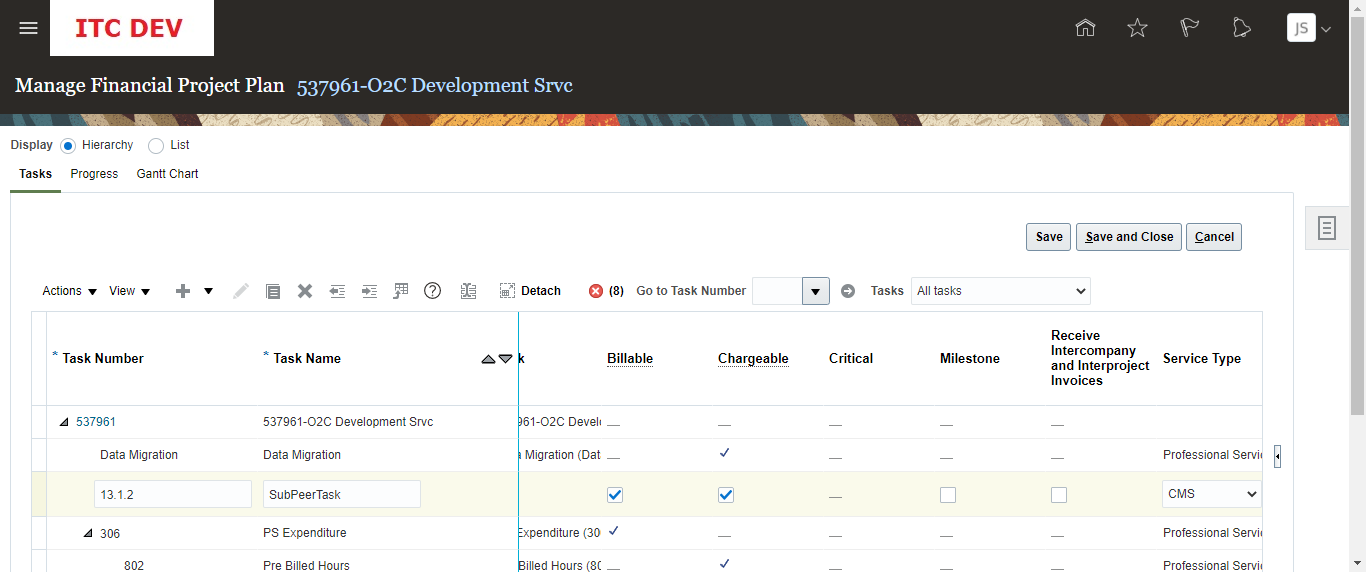 ITC DEV
JS
Manage Financial Project Plan 537961-O2C Development Srvc
Display Hierarchy List
Tasks Progress Gantt Chart
Save Save and Close Cancel
Actions View Detach (8) Go to Task Number Tasks All tasks
* Task Number * Task Name k Billable Chargeable Critical Milestone Receive Intercompany and Interproject Invoices Service Type
537961 537961-O2C Development Srvc 961-O2C Develo
Data Migration Data Migration Migration (Dat Professional Servic
13.1.2 SubPeerTask CMS
306 PS Expenditure Expenditure (30 Professional Servic
802 Pre Billed Hours Billed Hours (80 Professional Servic